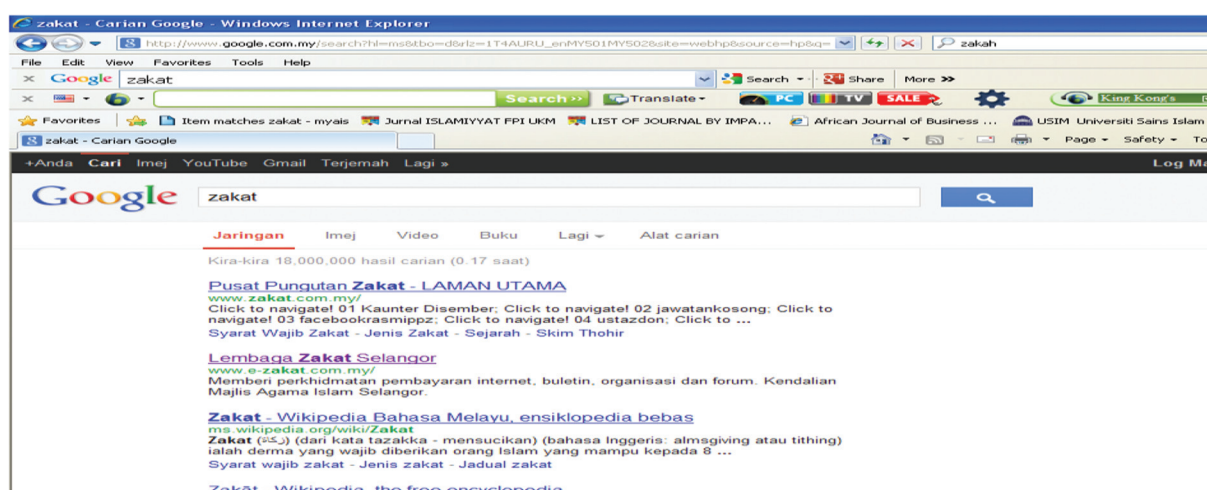 zakat - Carian Google - Windows Internet Explorer
http://www.google.com.my/search?hl=ms&tbo=d&rlz=1T4AURU_enMY501MY502&site=webhp&source=hp&q= zakah
File Edit View Favorites Tools Help
Google zakat Search Share More >>
Search >> Translate PC TV SALE King Kong's
Favorites Item matches zakat - myais Jurnal ISLAMIYYAT FPI UKM LIST OF JOURNAL BY IMPA... African Journal of Business ... USIM Universiti Sains Islam
zakat - Carian Google Page Safety To
+Anda Cari Imej YouTube Gmail Terjemah Lagi » Log Ma
Google zakat
Jaringan Imej Video Buku Lagi Alat carian
Kira-kira 18,000,000 hasil carian (0.17 saat)
Pusat Pungutan Zakat - LAMAN UTAMA
www.zakat.com.my/
Click to navigate! 01 Kaunter Disember; Click to navigate! 02 jawatankosong; Click to
navigate! 03 facebookrasmippz; Click to navigate! 04 ustazdon; Click to ...
Syarat Wajib Zakat - Jenis Zakat - Sejarah - Skim Thohir
Lembaga Zakat Selangor
www.e-zakat.com.my/
Memberi perkhidmatan pembayaran internet, buletin, organisasi dan forum. Kendalian
Majlis Agama Islam Selangor.
Zakat - Wikipedia Bahasa Melayu, ensiklopedia bebas
ms.wikipedia.org/wiki/Zakat
Zakat (زكاة) (dari kata tazakka - mensucikan) (bahasa Inggeris: almsgiving atau tithing)
ialah derma yang wajib diberikan orang Islam yang mampu kepada 8 ...
Syarat wajib zakat - Jenis zakat - Jadual zakat
Zakāt - Wikipedia, the free encyclopedia